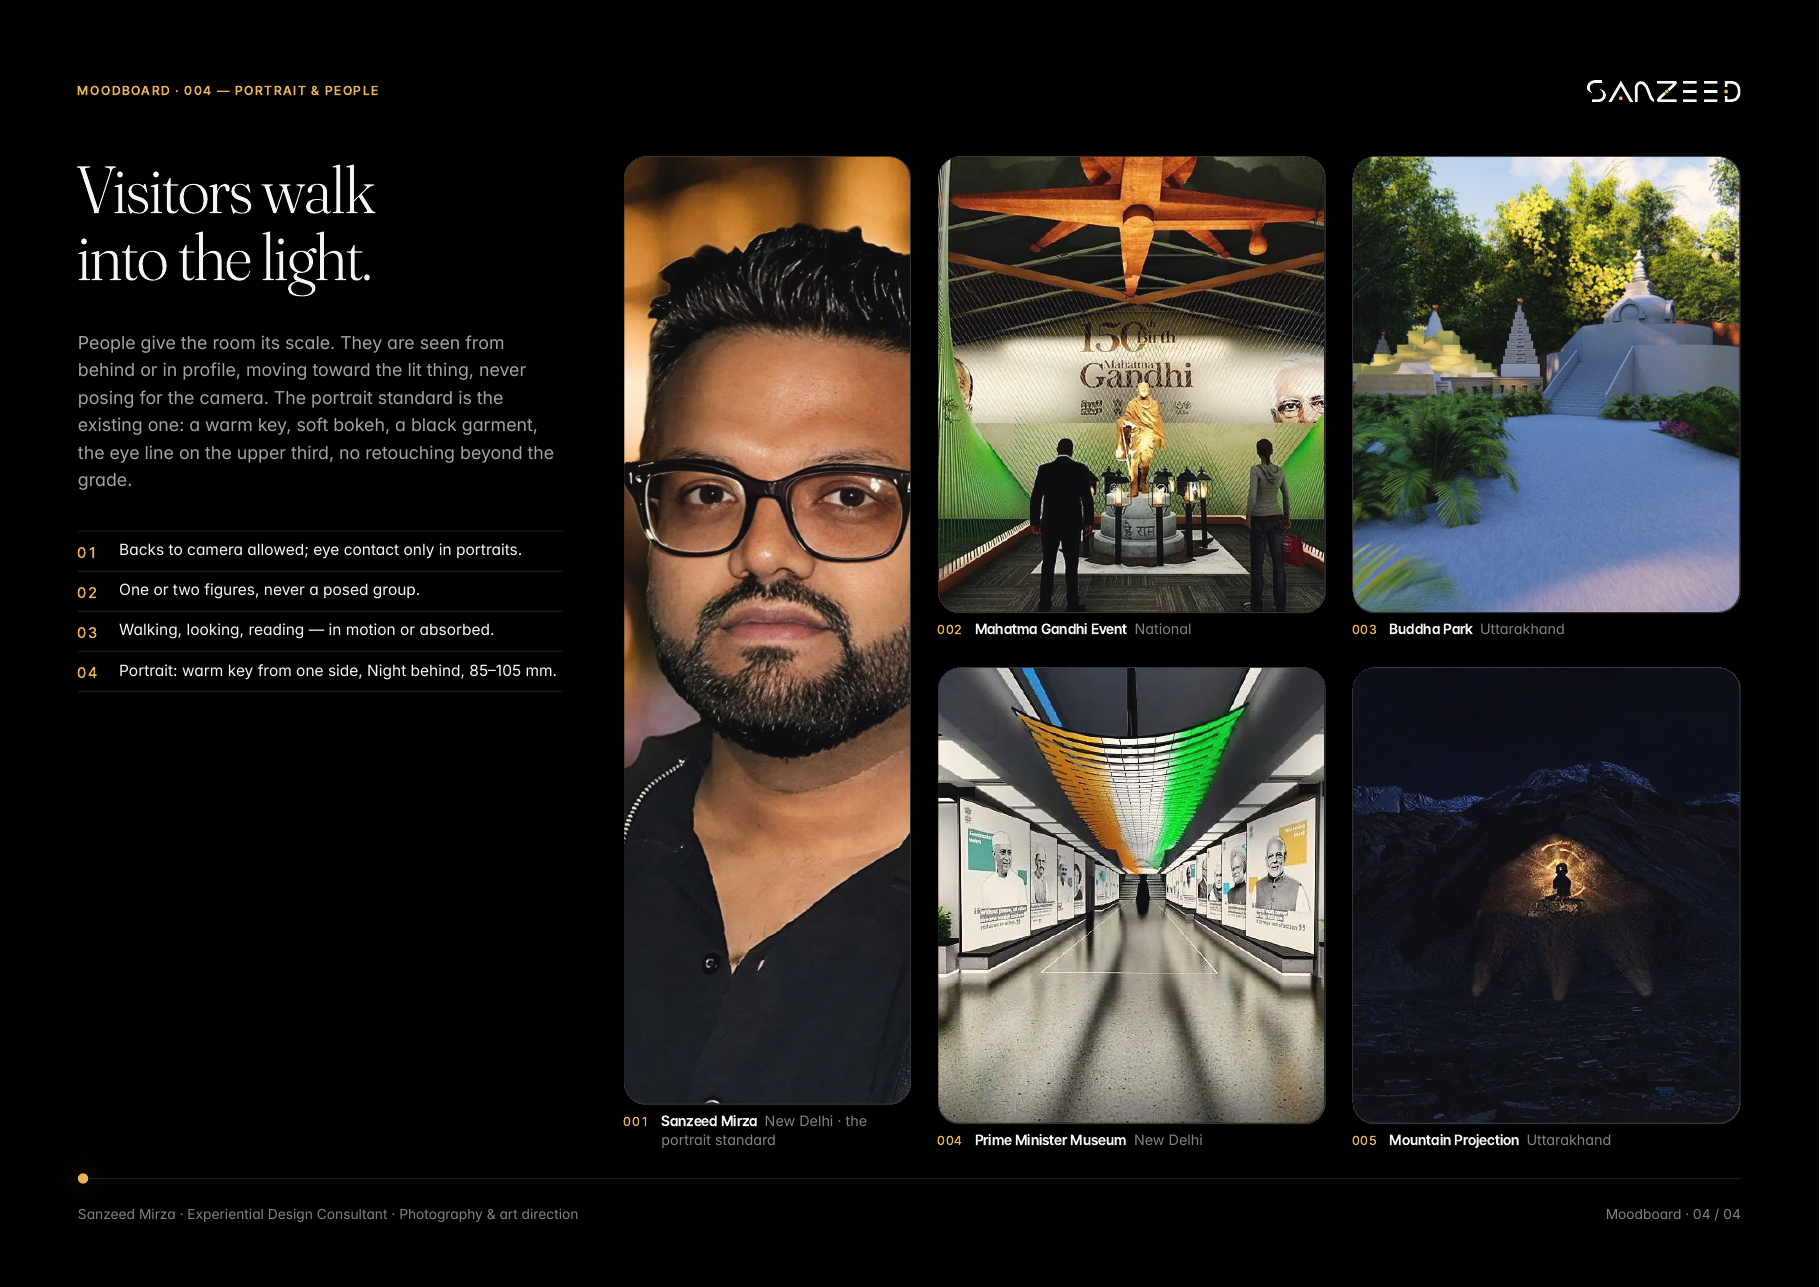 MOODBOARD · 004 — PORTRAIT & PEOPLE
SANZEED
Visitors walk
into the light.
People give the room its scale. They are seen from
behind or in profile, moving toward the lit thing, never
posing for the camera. The portrait standard is the
existing one: a warm key, soft bokeh, a black garment,
the eye line on the upper third, no retouching beyond the
grade.
01 Backs to camera allowed; eye contact only in portraits.
02 One or two figures, never a posed group.
03 Walking, looking, reading — in motion or absorbed.
04 Portrait: warm key from one side, Night behind, 85–105 mm.
001 Sanzeed Mirza New Delhi · the
portrait standard
150th
Birth
Mahatma
Gandhi
हे राम
002 Mahatma Gandhi Event National
003 Buddha Park Uttarakhand
004 Prime Minister Museum New Delhi
005 Mountain Projection Uttarakhand
Sanzeed Mirza · Experiential Design Consultant · Photography & art direction
Moodboard · 04 / 04